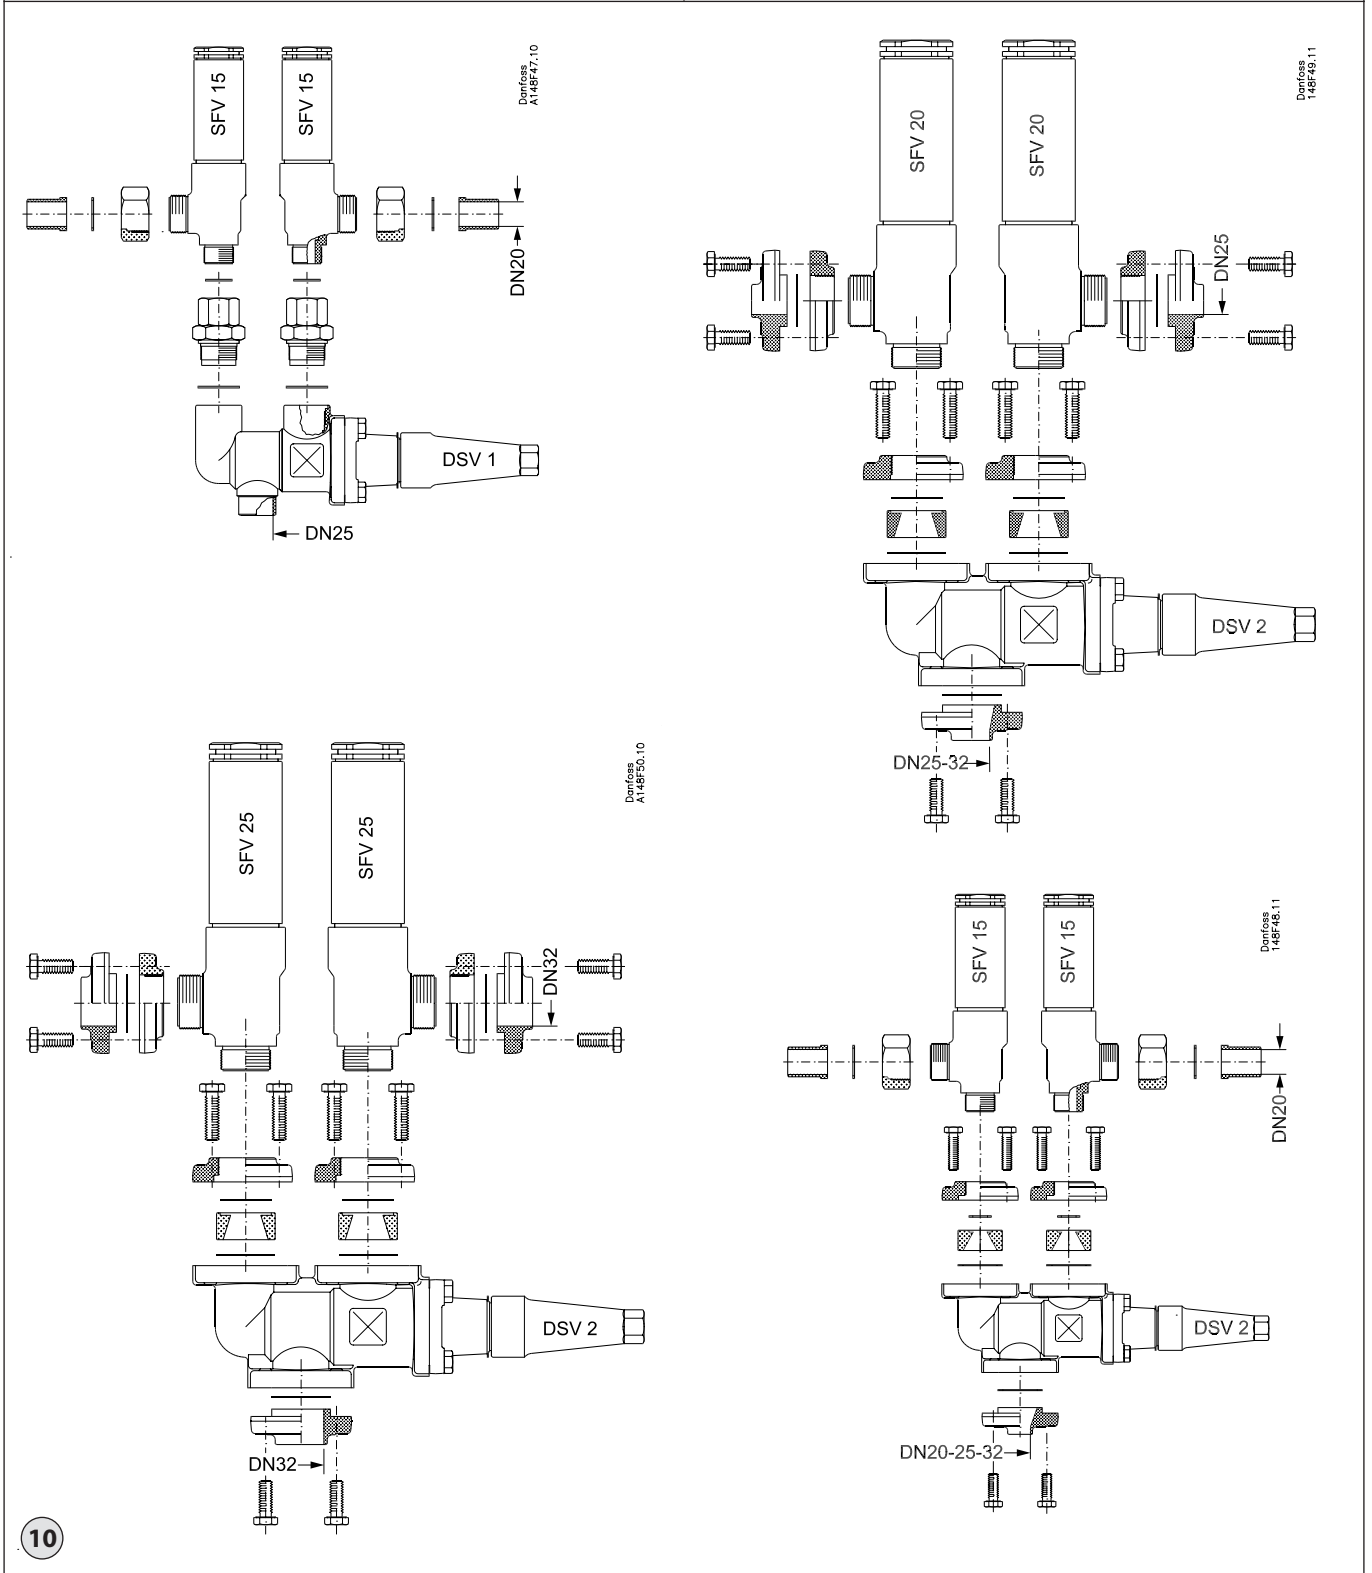 SFV 15
SFV 15
Danfoss
A148F47.10
DN20
DSV 1
DN25
SFV 20
SFV 20
Danfoss
148F49.11
DN25
DSV 2
DN25-32
SFV 25
SFV 25
Danfoss
A148F50.10
DN32
DSV 2
DN32
SFV 15
SFV 15
Danfoss
148F48.11
DN20
DSV 2
DN20-25-32
10